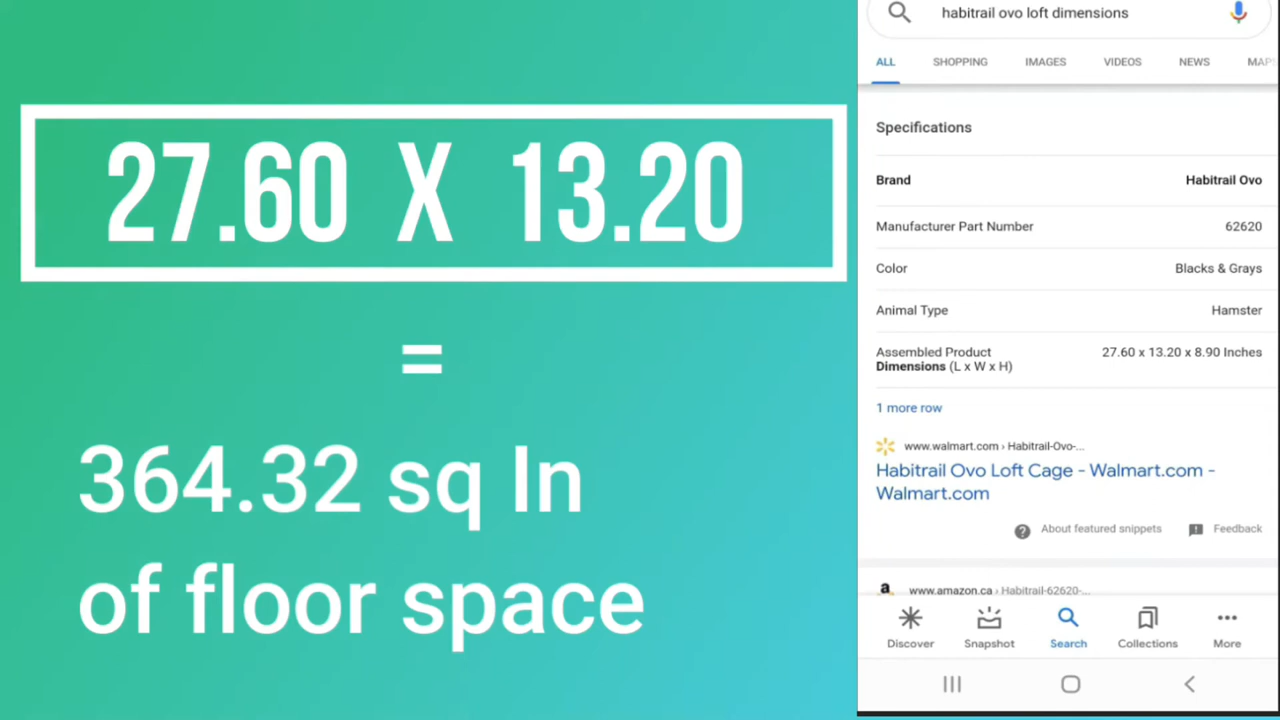 27.60 X 13.20
=
364.32 sq In
of floor space
habitrail ovo loft dimensions
ALL SHOPPING IMAGES VIDEOS NEWS MAPS
Specifications
Brand Habitrail Ovo
Manufacturer Part Number 62620
Color Blacks & Grays
Animal Type Hamster
Assembled Product 27.60 x 13.20 x 8.90 Inches
Dimensions (L x W x H)
1 more row
www.walmart.com › Habitrail-Ovo-...
Habitrail Ovo Loft Cage - Walmart.com -
Walmart.com
About featured snippets Feedback
www.amazon.ca › Habitrail-62620-...
Discover Snapshot Search Collections More